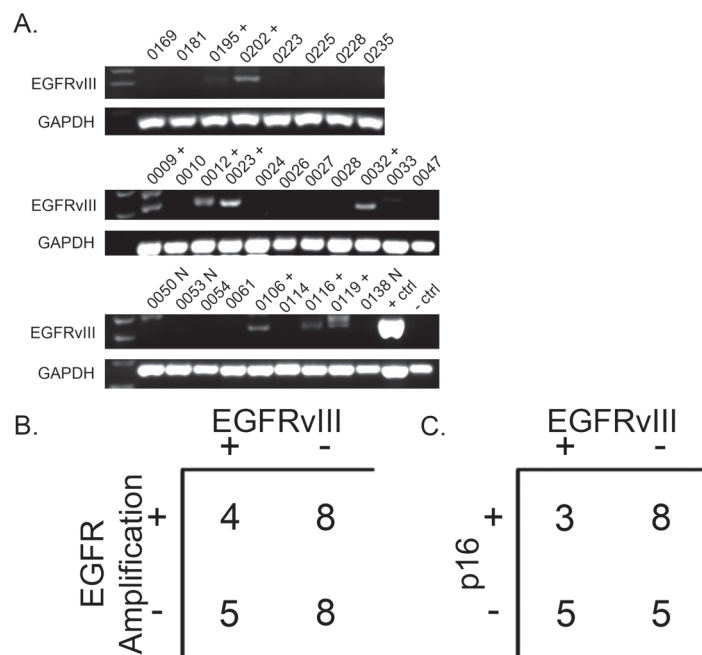 A.
0169 0181 0195 + 0202 + 0223 0225 0228 0235
EGFRvIII
GAPDH
0009 + 0010 0012 + 0023 + 0024 0026 0027 0028 0032 + 0033 0047
EGFRvIII
GAPDH
0050 N 0053 N 0054 0061 0106 + 0114 0116 + 0119 + 0138 N + ctrl - ctrl
EGFRvIII
GAPDH
B.
EGFRvIII
+ -
EGFR
Amplification
+ 4 8
- 5 8
C.
EGFRvIII
+ -
p16
+ 3 8
- 5 5